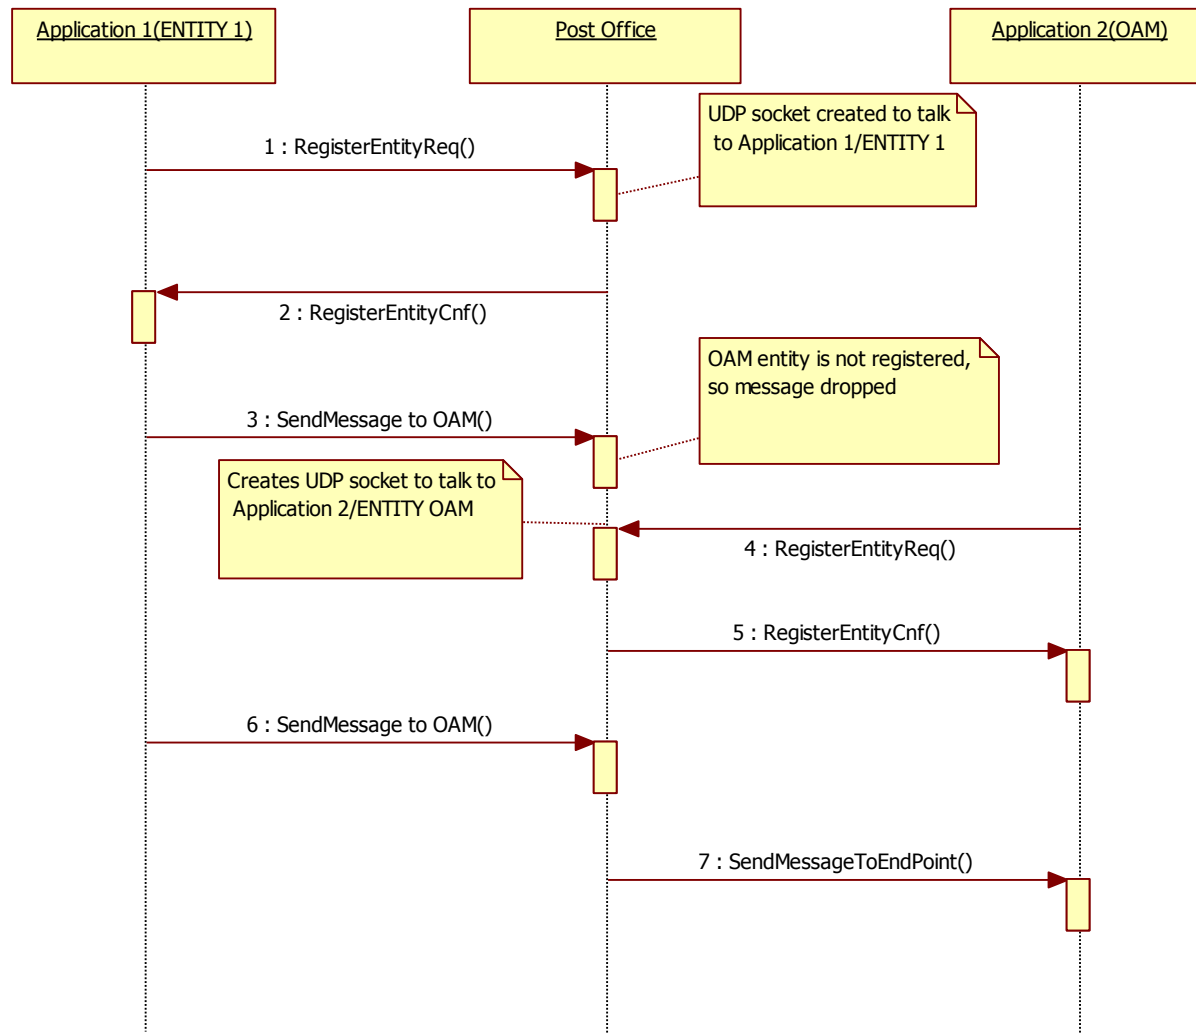 Application 1(ENTITY 1)
Post Office
Application 2(OAM)
UDP socket created to talk
to Application 1/ENTITY 1
1 : RegisterEntityReq()
2 : RegisterEntityCnf()
OAM entity is not registered,
so message dropped
3 : SendMessage to OAM()
Creates UDP socket to talk to
Application 2/ENTITY OAM
4 : RegisterEntityReq()
5 : RegisterEntityCnf()
6 : SendMessage to OAM()
7 : SendMessageToEndPoint()